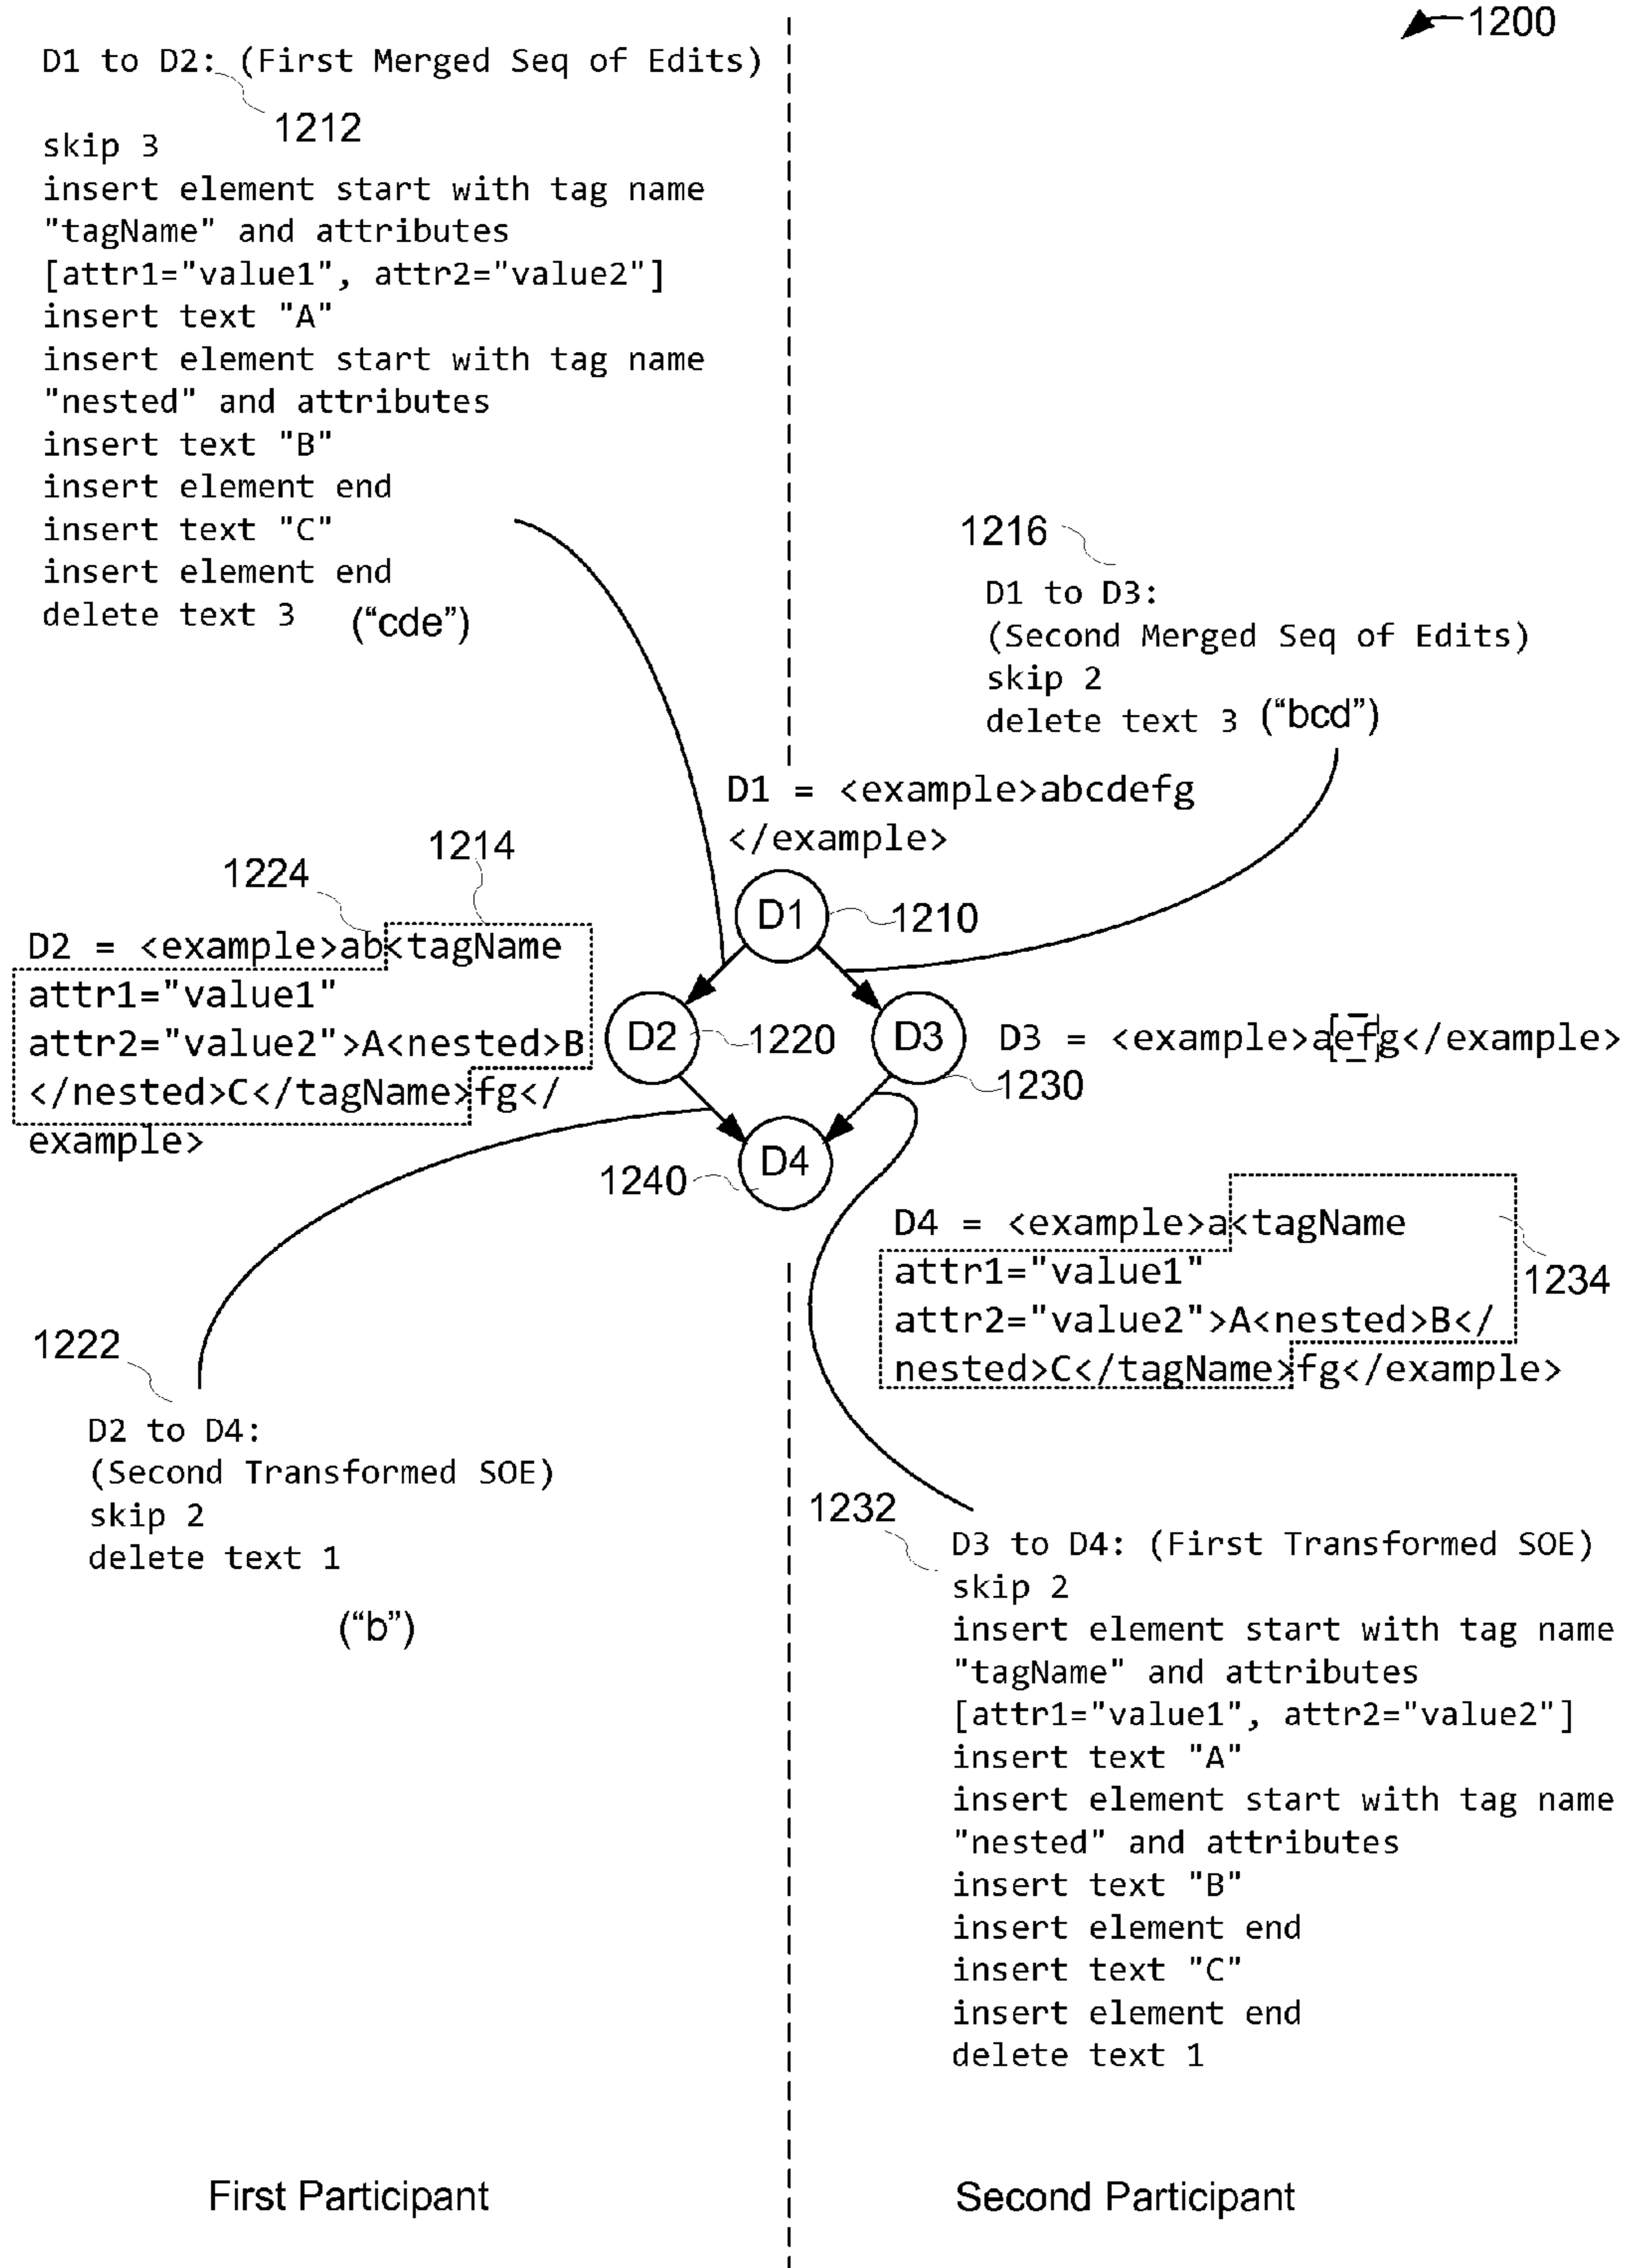 1200
D1 to D2: (First Merged Seq of Edits)
1212
skip 3
insert element start with tag name
"tagName" and attributes
[attr1="value1", attr2="value2"]
insert text "A"
insert element start with tag name
"nested" and attributes
insert text "B"
insert element end
insert text "C"
insert element end
delete text 3 (“cde”)
1216
D1 to D3:
(Second Merged Seq of Edits)
skip 2
delete text 3 (“bcd”)
D1 = <example>abcdefg
</example>
1224
1214
D1
1210
D2 = <example>ab<tagName
attr1="value1"
attr2="value2">A<nested>B
</nested>C</tagName>fg</
example>
D2
1220
D3
1230
D3 = <example>aefg</example>
D4
1240
D4 = <example>a<tagName
attr1="value1"
attr2="value2">A<nested>B</
nested>C</tagName>fg</example>
1234
1222
D2 to D4:
(Second Transformed SOE)
skip 2
delete text 1
(“b”)
1232
D3 to D4: (First Transformed SOE)
skip 2
insert element start with tag name
"tagName" and attributes
[attr1="value1", attr2="value2"]
insert text "A"
insert element start with tag name
"nested" and attributes
insert text "B"
insert element end
insert text "C"
insert element end
delete text 1
First Participant
Second Participant